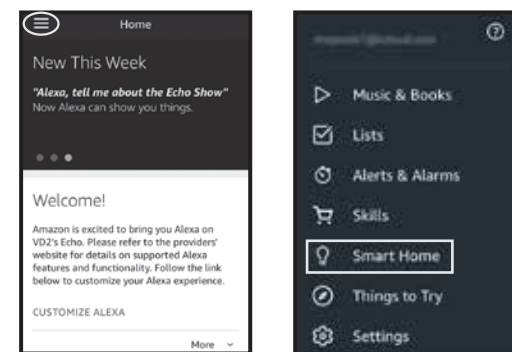 Home
New This Week
"Alexa, tell me about the Echo Show"
Now Alexa can show you things.
Welcome!
Amazon is excited to bring you Alexa on
VD2's Echo. Please refer to the providers'
website for details on supported Alexa
features and functionality. Follow the link
below to customize your Alexa experience.
CUSTOMIZE ALEXA
More
?
Music & Books
Lists
Alerts & Alarms
Skills
Smart Home
Things to Try
Settings